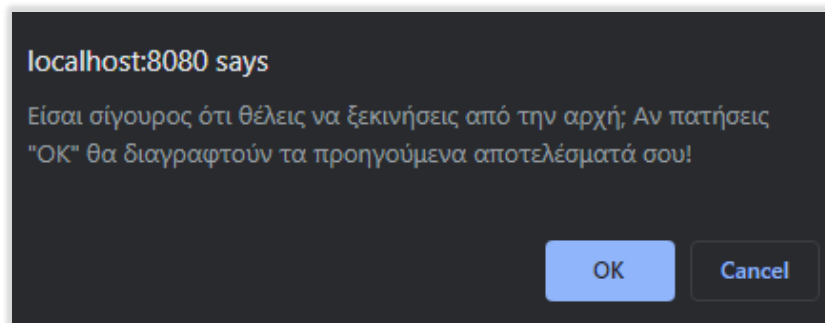 localhost:8080 says
Είσαι σίγουρος ότι θέλεις να ξεκινήσεις από την αρχή; Αν πατήσεις
"ΟΚ" θα διαγραφτούν τα προηγούμενα αποτελέσματά σου!
OK
Cancel